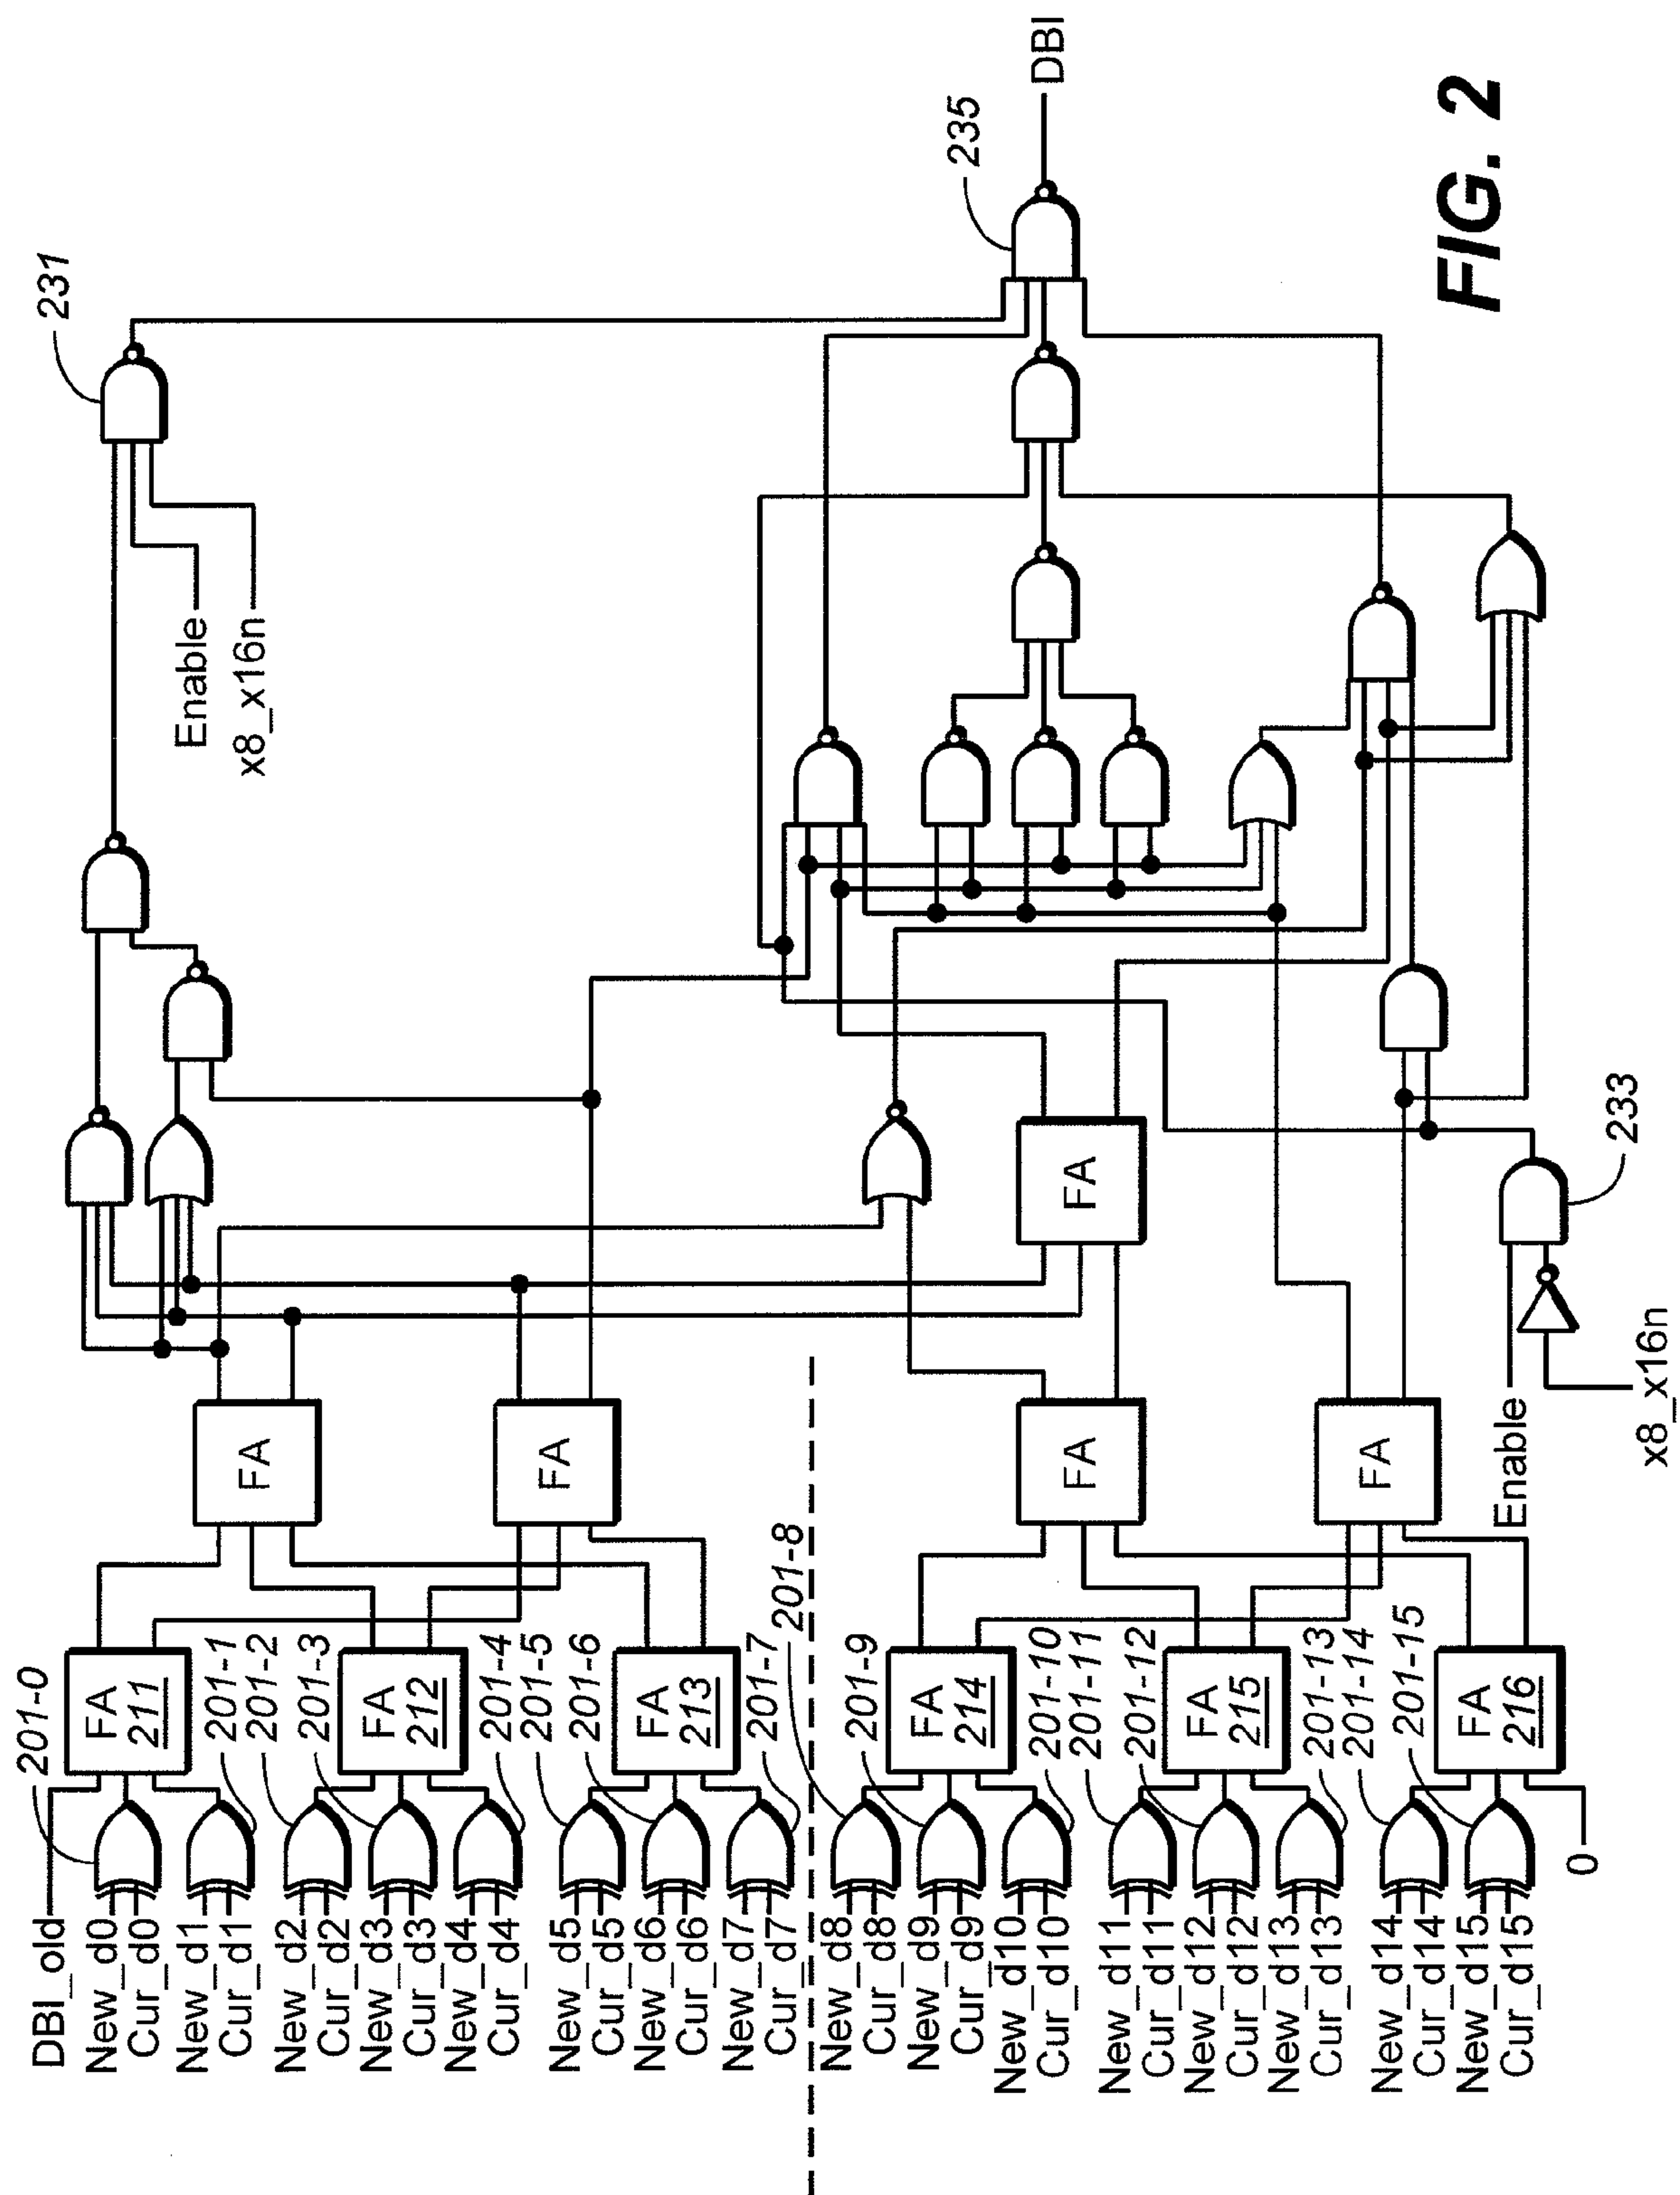 DBI_old
New_d0
Cur_d0
New_d1
Cur_d1
New_d2
Cur_d2
New_d3
Cur_d3
New_d4
Cur_d4
New_d5
Cur_d5
New_d6
Cur_d6
New_d7
Cur_d7
New_d8
Cur_d8
New_d9
Cur_d9
New_d10
Cur_d10
New_d11
Cur_d11
New_d12
Cur_d12
New_d13
Cur_d13
New_d14
Cur_d14
New_d15
Cur_d15
0
201-0
201-1
201-2
201-3
201-4
201-5
201-6
201-7
201-8
201-9
201-10
201-11
201-12
201-13
201-14
201-15
FA
211
FA
212
FA
213
FA
214
FA
215
FA
216
FA
FA
FA
FA
FA
Enable
x8_x16n
233
Enable
x8_x16n
231
235
DBI
FIG. 2